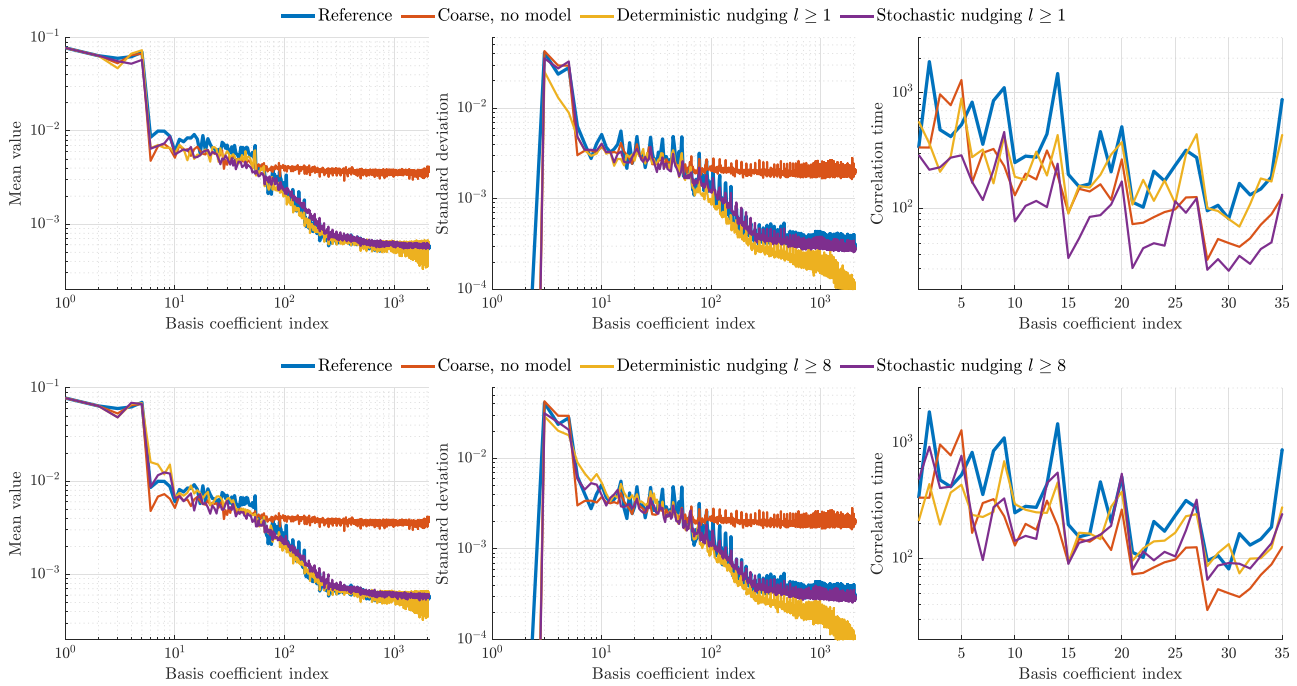 Reference Coarse, no model Deterministic nudging l ≥ 1 Stochastic nudging l ≥ 1
Mean value
10^-1
10^-2
10^-3
10^0 10^1 10^2 10^3
Basis coefficient index
Standard deviation
10^-2
10^-3
10^-4
10^1 10^2 10^3
10^0
Basis coefficient index
Correlation time
10^3
10^2
5 10 15 20 25 30 35
Basis coefficient index
Reference Coarse, no model Deterministic nudging l ≥ 8 Stochastic nudging l ≥ 8
Mean value
10^-1
10^-2
10^-3
10^0 10^1 10^2 10^3
Basis coefficient index
Standard deviation
10^-2
10^-3
10^-4
10^0 10^1 10^2 10^3
Basis coefficient index
Correlation time
10^3
10^2
5 10 15 20 25 30 35
Basis coefficient index